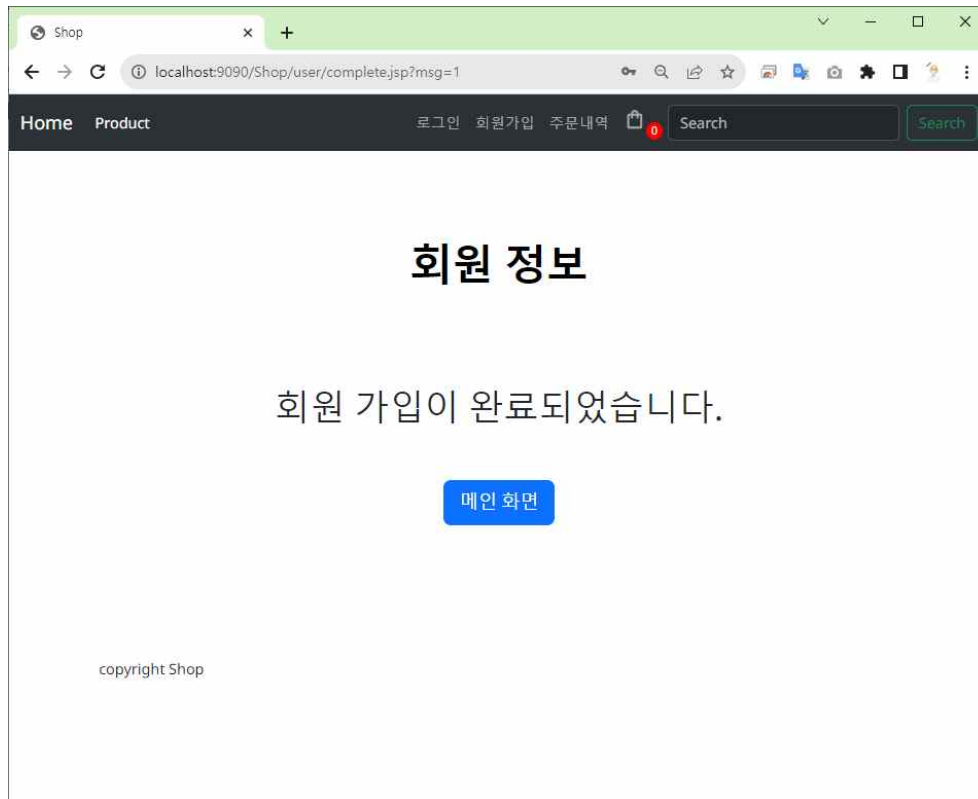 Shop
localhost:9090/Shop/user/complete.jsp?msg=1
Home Product 로그인 회원가입 주문내역 0 Search Search
회원 정보
회원 가입이 완료되었습니다.
메인 화면
copyright Shop